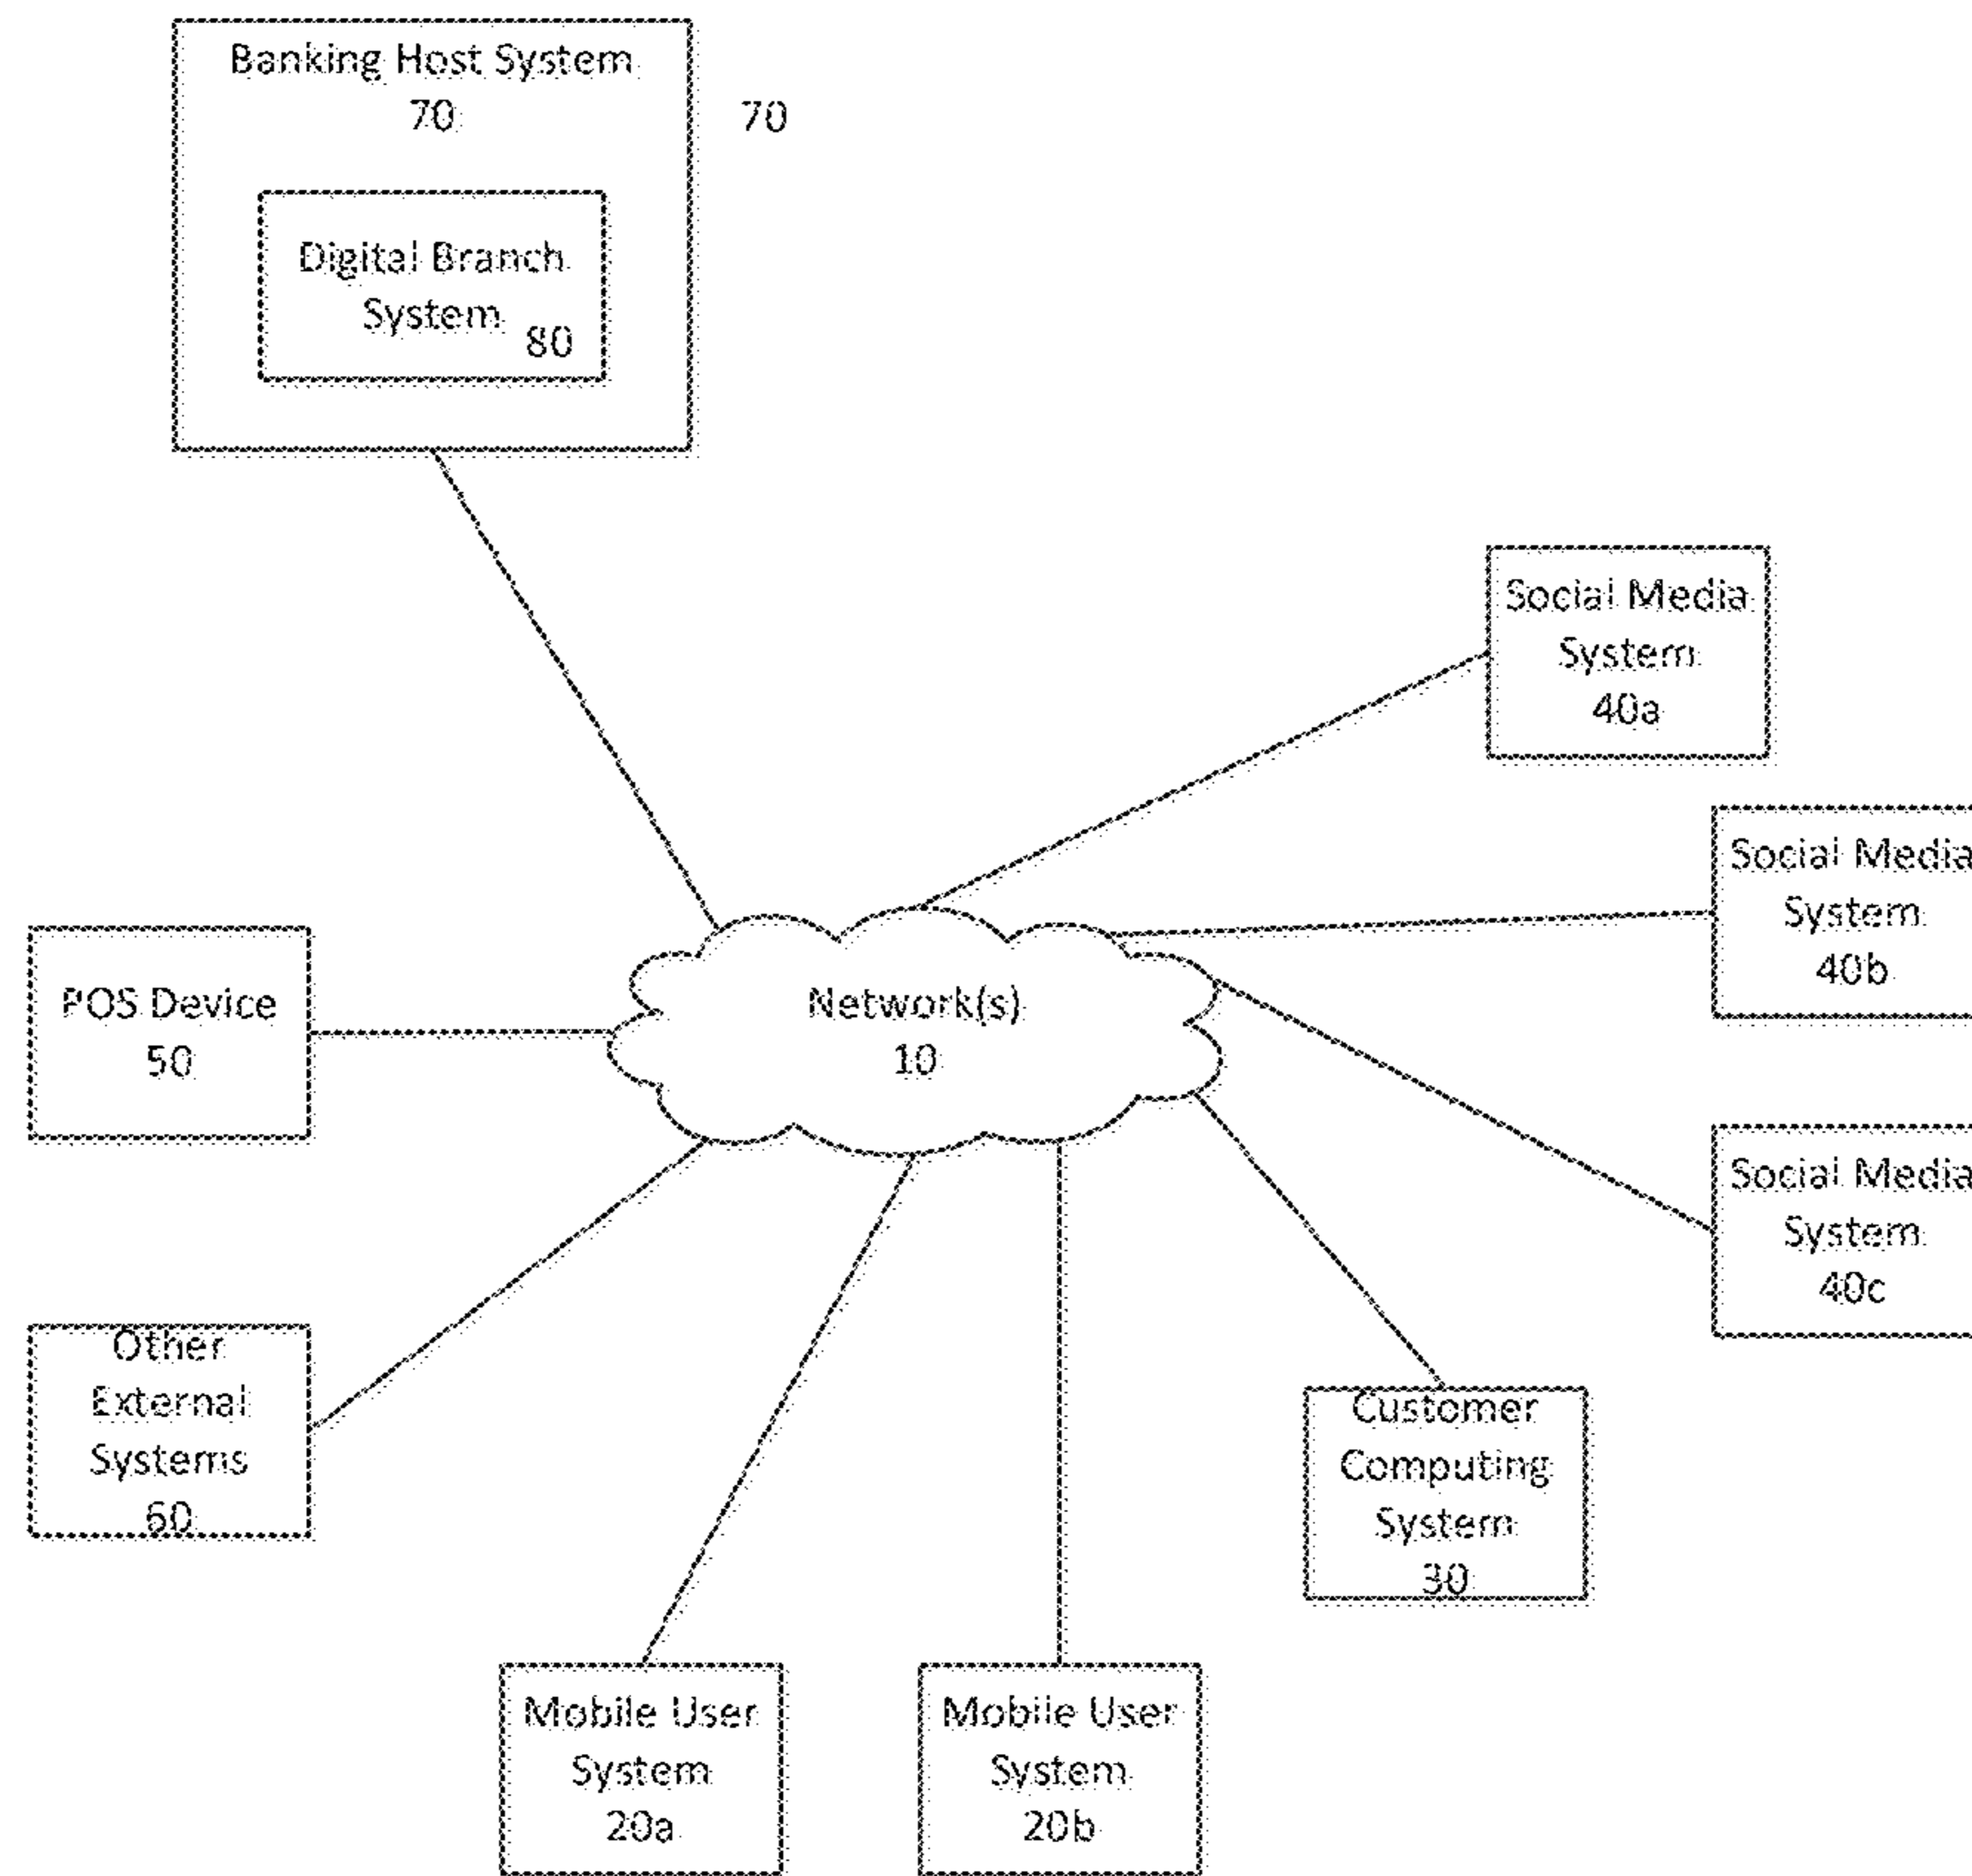 Banking Host System
70
70
Digital Branch
System
80
Social Media
System
40a
Social Media
System
40b
POS Device
50
Network(s)
10
Social Media
System
40c
Other
External
Systems
60
Customer
Computing
System
30
Mobile User
System
20a
Mobile User
System
20b